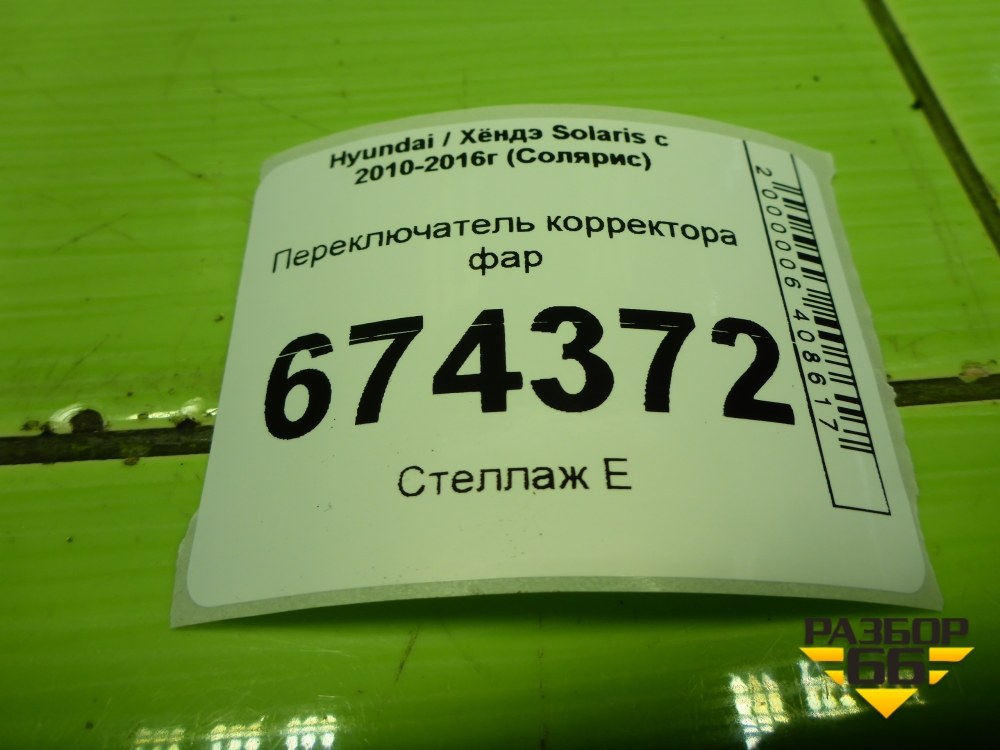 Hyundai / Хёндэ Solaris с
2010-2016г (Солярис)
Переключатель корректора
фар
674372
Стеллаж Е
2000006408617
РАЗБОР
66